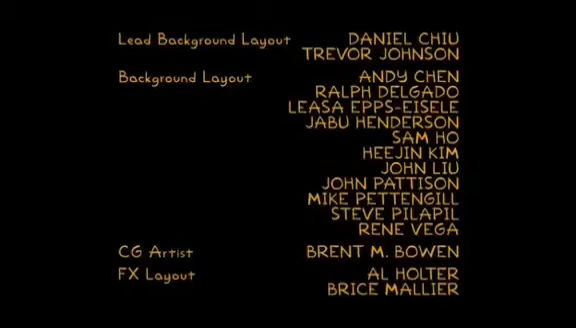 Lead Background Layout DANIEL CHIU
TREVOR JOHNSON
Background Layout ANDY CHEN
RALPH DELGADO
LEASA EPPS-EISELE
JABU HENDERSON
SAM HO
HEEJIN KIM
JOHN LIU
JOHN PATTISON
MIKE PETTENGILL
STEVE PILAPIL
RENE VEGA
CG Artist BRENT M. BOWEN
FX Layout AL HOLTER
BRICE MALLIER